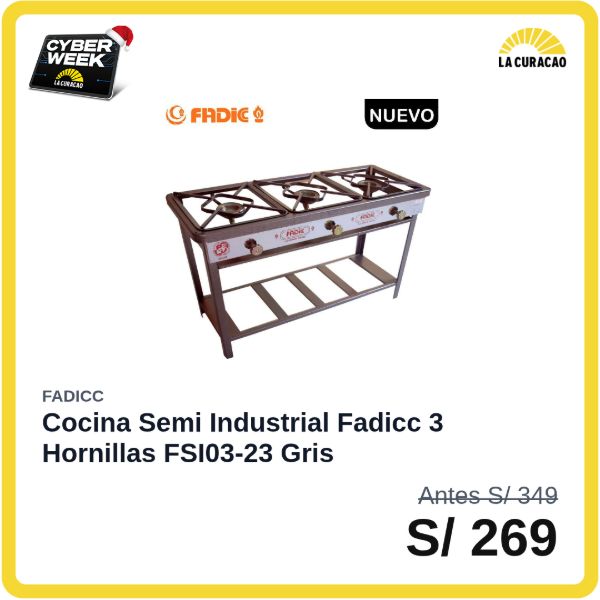 CYBER
WEEK
LA CURACAO
LA CURACAO
FADIC
NUEVO
FADIC
FADICC
Cocina Semi Industrial Fadicc 3
Hornillas FSI03-23 Gris
Antes S/ 349
S/ 269